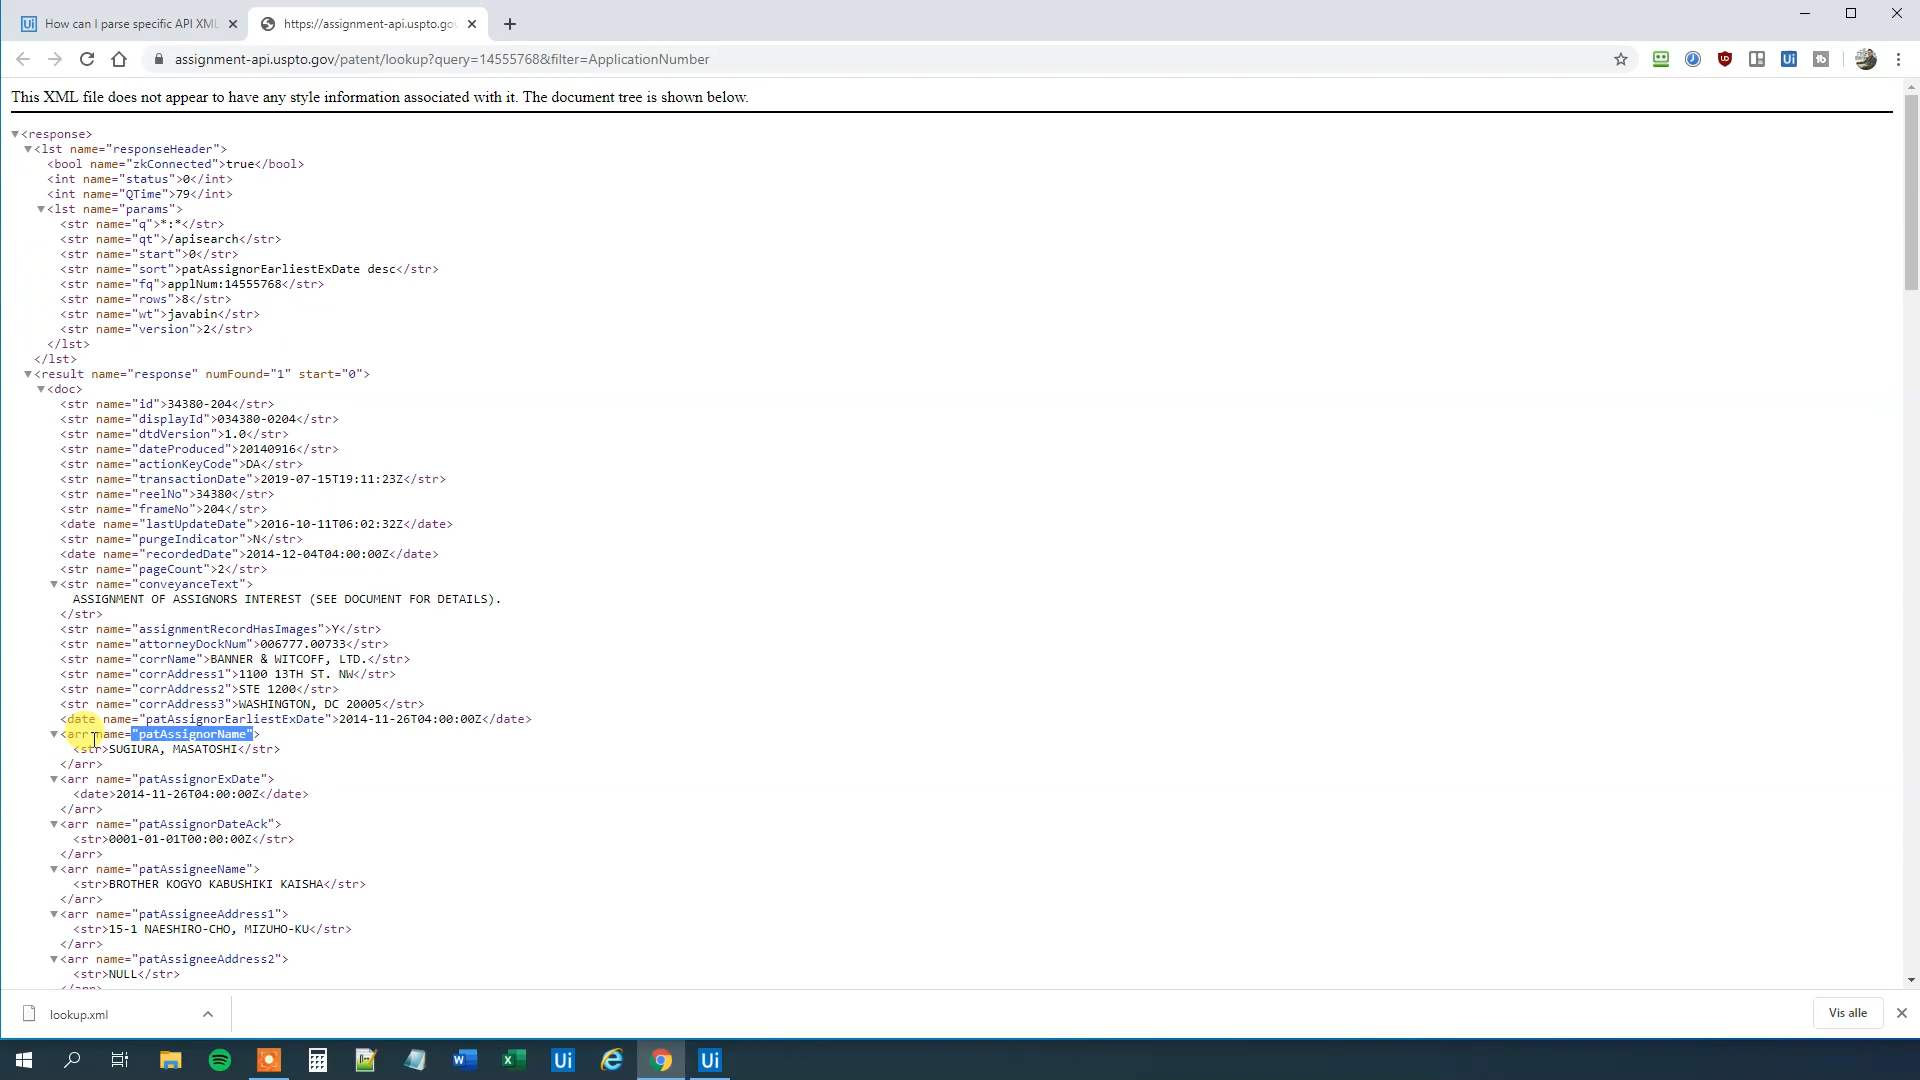 How can I parse specific API XML
https://assignment-api.uspto.gov
assignment-api.uspto.gov/patent/lookup?query=14555768&filter=ApplicationNumber
This XML file does not appear to have any style information associated with it. The document tree is shown below.
<response>
<lst name="responseHeader">
<bool name="zkConnected">true</bool>
<int name="status">0</int>
<int name="QTime">79</int>
<lst name="params">
<str name="q">*:*</str>
<str name="qt">/apisearch</str>
<str name="start">0</str>
<str name="sort">patAssignorEarliestExDate desc</str>
<str name="fq">applNum:14555768</str>
<str name="rows">8</str>
<str name="wt">javabin</str>
<str name="version">2</str>
</lst>
</lst>
<result name="response" numFound="1" start="0">
<doc>
<str name="id">34380-204</str>
<str name="displayId">034380-0204</str>
<str name="dtdVersion">1.0</str>
<str name="dateProduced">20140916</str>
<str name="actionKeyCode">DA</str>
<str name="transactionDate">2019-07-15T19:11:23Z</str>
<str name="reelNo">34380</str>
<str name="frameNo">204</str>
<date name="lastUpdateDate">2016-10-11T06:02:32Z</date>
<str name="purgeIndicator">N</str>
<date name="recordedDate">2014-12-04T04:00:00Z</date>
<str name="pageCount">2</str>
<str name="conveyanceText">
ASSIGNMENT OF ASSIGNORS INTEREST (SEE DOCUMENT FOR DETAILS).
</str>
<str name="assignmentRecordHasImages">Y</str>
<str name="attorneyDockNum">006777.00733</str>
<str name="corrName">BANNER & WITCOFF, LTD.</str>
<str name="corrAddress1">1100 13TH ST. NW</str>
<str name="corrAddress2">STE 1200</str>
<str name="corrAddress3">WASHINGTON, DC 20005</str>
<date name="patAssignorEarliestExDate">2014-11-26T04:00:00Z</date>
<arr name="patAssignorName">
<str>SUGIURA, MASATOSHI</str>
</arr>
<arr name="patAssignorExDate">
<date>2014-11-26T04:00:00Z</date>
</arr>
<arr name="patAssignorDateAck">
<str>0001-01-01T00:00:00Z</str>
</arr>
<arr name="patAssigneeName">
<str>BROTHER KOGYO KABUSHIKI KAISHA</str>
</arr>
<arr name="patAssigneeAddress1">
<str>15-1 NAESHIRO-CHO, MIZUHO-KU</str>
</arr>
<arr name="patAssigneeAddress2">
<str>NULL</str>
</arr>
lookup.xml
Vis alle